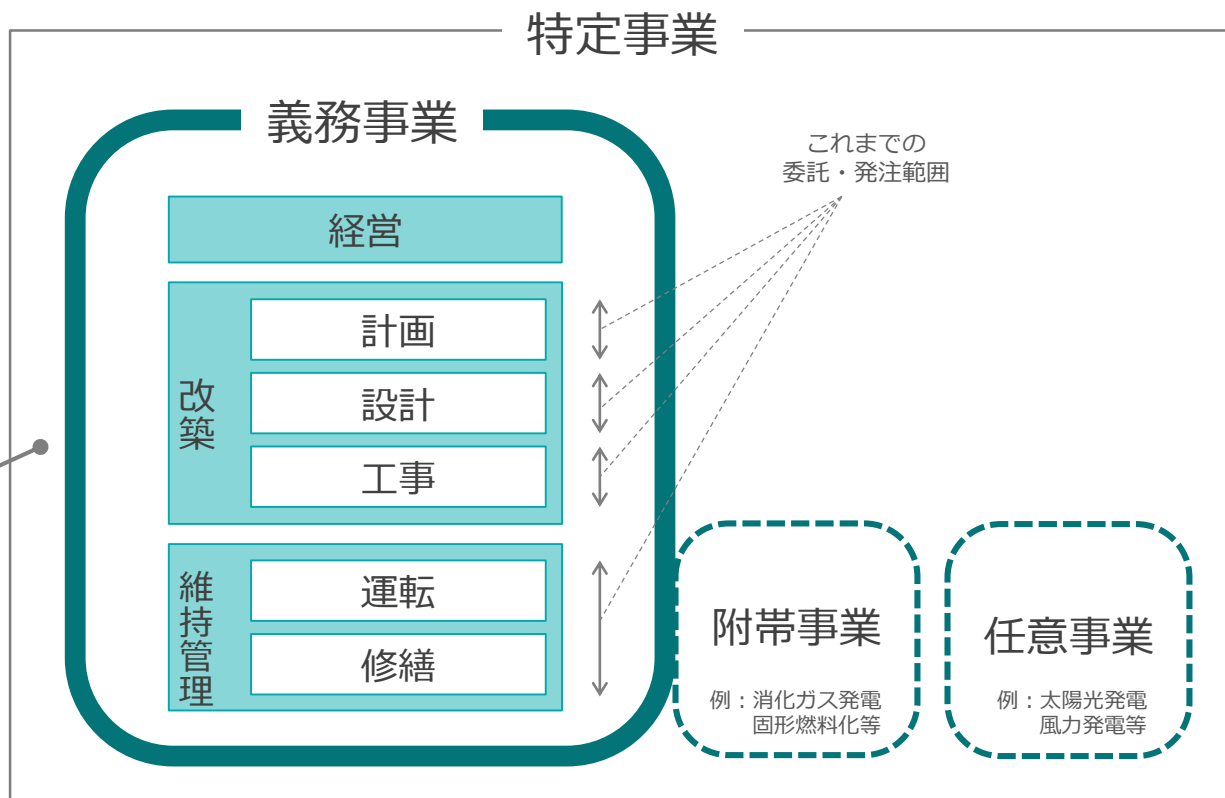 特定事業
義務事業
これまでの
委託・発注範囲
経営
改築
計画
設計
工事
維持管理
運転
修繕
附帯事業
例：消化ガス発電
固形燃料化等
任意事業
例：太陽光発電
風力発電等